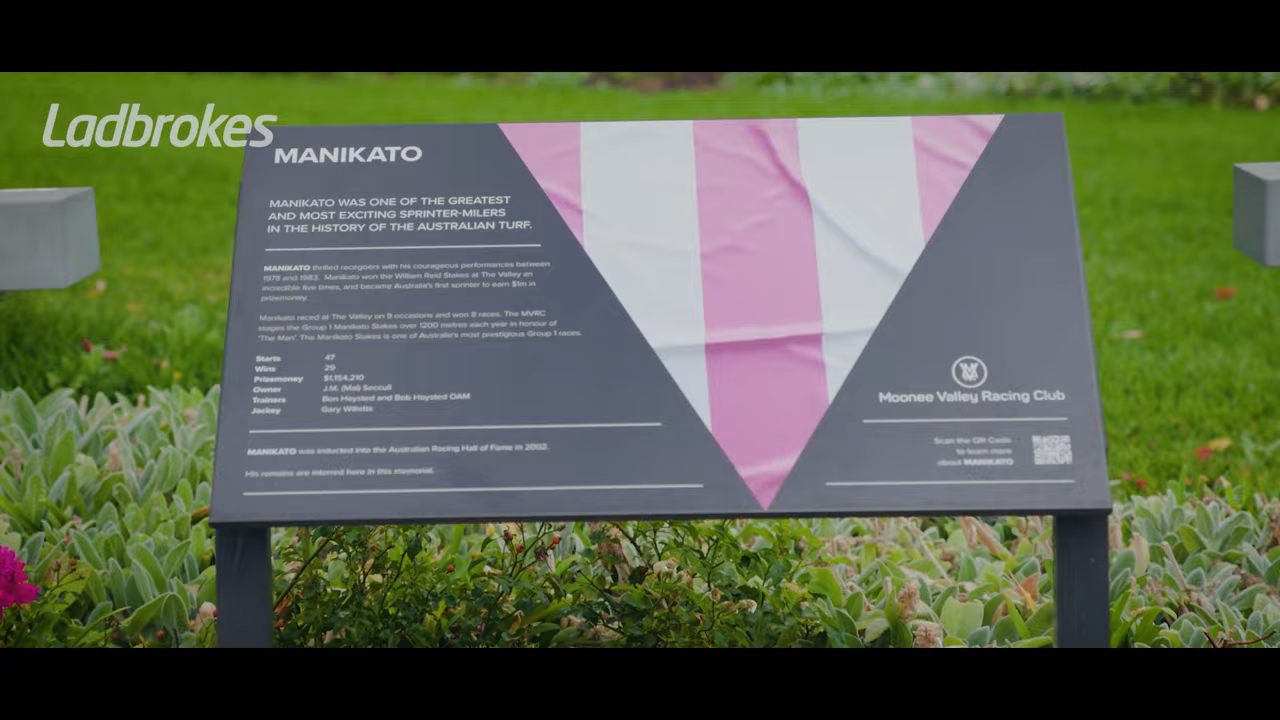 Ladbrokes
MANIKATO
MANIKATO WAS ONE OF THE GREATEST
AND MOST EXCITING SPRINTER-MILERS
IN THE HISTORY OF THE AUSTRALIAN TURF.
MANIKATO thrilled racegoers with his courageous performances between
1978 and 1983. Manikato won the William Reid Stakes at The Valley an
incredible five times, and became Australia's first sprinter to earn $1m in
prizemoney.
Manikato raced at The Valley on 9 occasions and won 8 races. The MVRC
stages the Group 1 Manikato Stakes over 1200 metres each year in honour of
'The Man'. The Manikato Stakes is one of Australia's most prestigious Group 1 races.
Starts 47
Wins 29
Prizemoney $1,154,210
Owner J.M. (Mal) Seccull
Trainers Bon Hoysted and Bob Hoysted OAM
Jockey Gary Willetts
MANIKATO was inducted into the Australian Racing Hall of Fame in 2002.
His remains are interred here in this memorial.
Moonee Valley Racing Club
Scan the QR Code
to learn more
about MANIKATO